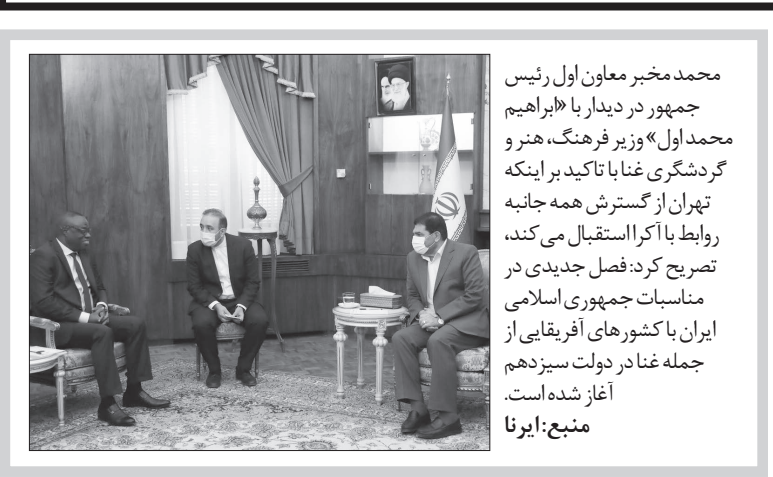 محمد مخبر معاون اول رئیس
جمهور در دیدار با «ابراهیم
محمد اول» وزیر فرهنگ، هنر و
گردشگری غنا با تاکید بر اینکه
تهران از گسترش همه جانبه
روابط با آکرا استقبال می‌کند،
تصریح کرد: فصل جدیدی در
مناسبات جمهوری اسلامی
ایران با کشورهای آفریقایی از
جمله غنا در دولت سیزدهم
آغاز شده است.
منبع: ایرنا